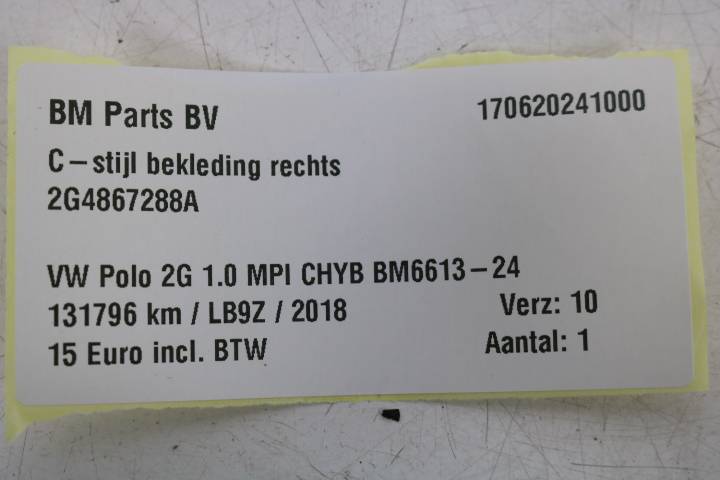 BM Parts BV 170620241000
C-stijl bekleding rechts
2G4867288A
VW Polo 2G 1.0 MPI CHYB BM6613-24
131796 km / LB9Z / 2018 Verz: 10
15 Euro incl. BTW Aantal: 1